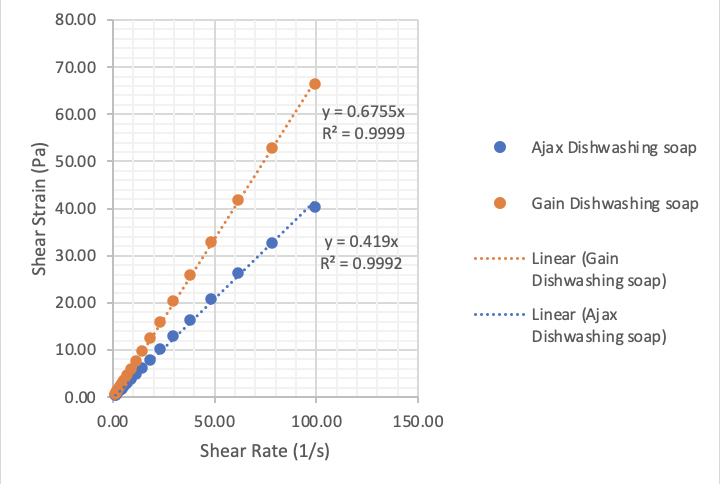 80.00
70.00
60.00
50.00
40.00
30.00
20.00
10.00
0.00
Shear Strain (Pa)
y = 0.6755x
R² = 0.9999
y = 0.419x
R² = 0.9992
0.00 50.00 100.00 150.00
Shear Rate (1/s)
Ajax Dishwashing soap
Gain Dishwashing soap
Linear (Gain
Dishwashing soap)
Linear (Ajax
Dishwashing soap)